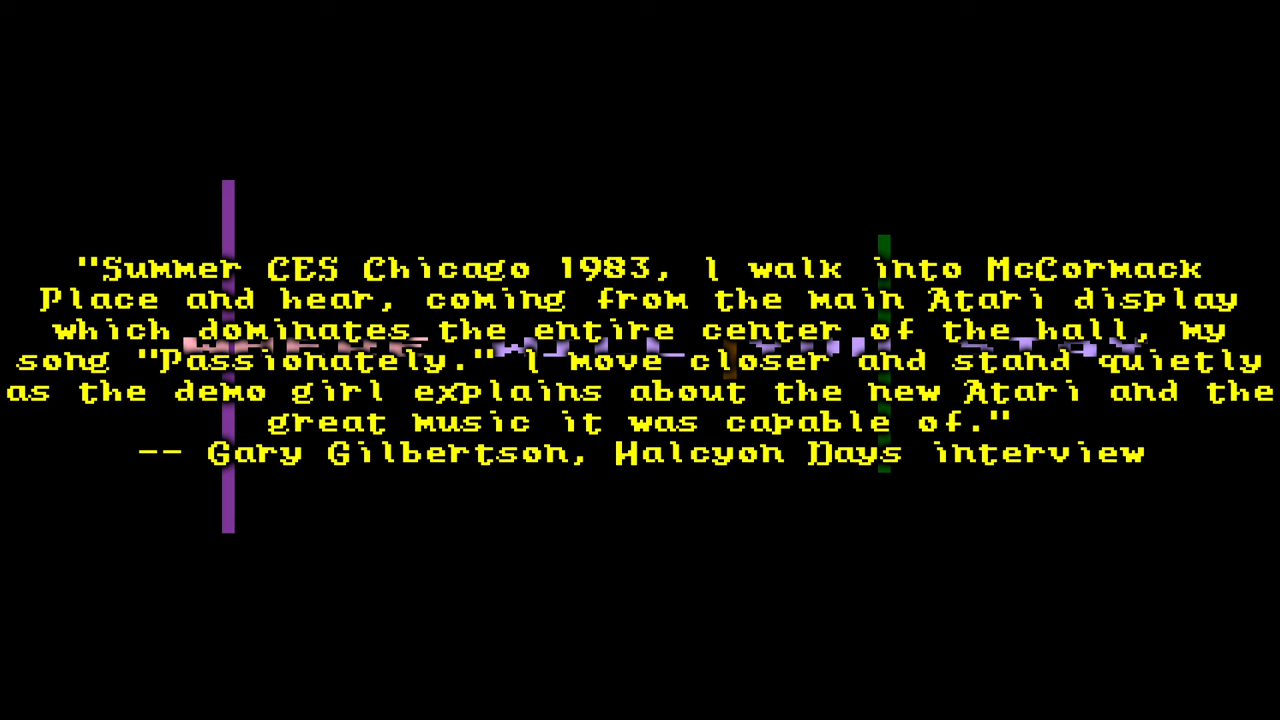 "Summer CES Chicago 1983, I walk into McCormack
Place and hear, coming from the main Atari display
which dominates the entire center of the hall, my
song "Passionately." I move closer and stand quietly
as the demo girl explains about the new Atari and the
great music it was capable of."
-- Gary Gilbertson, Halcyon Days interview